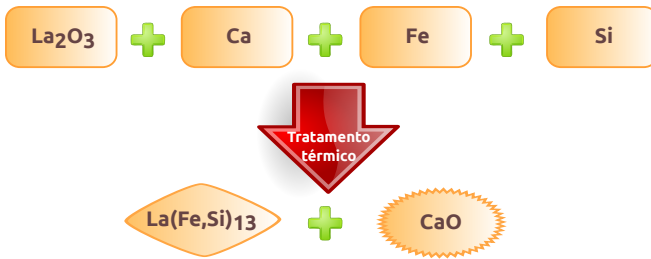 La2O3 + Ca + Fe + Si
Tratamento
térmico
La(Fe,Si)13 + CaO